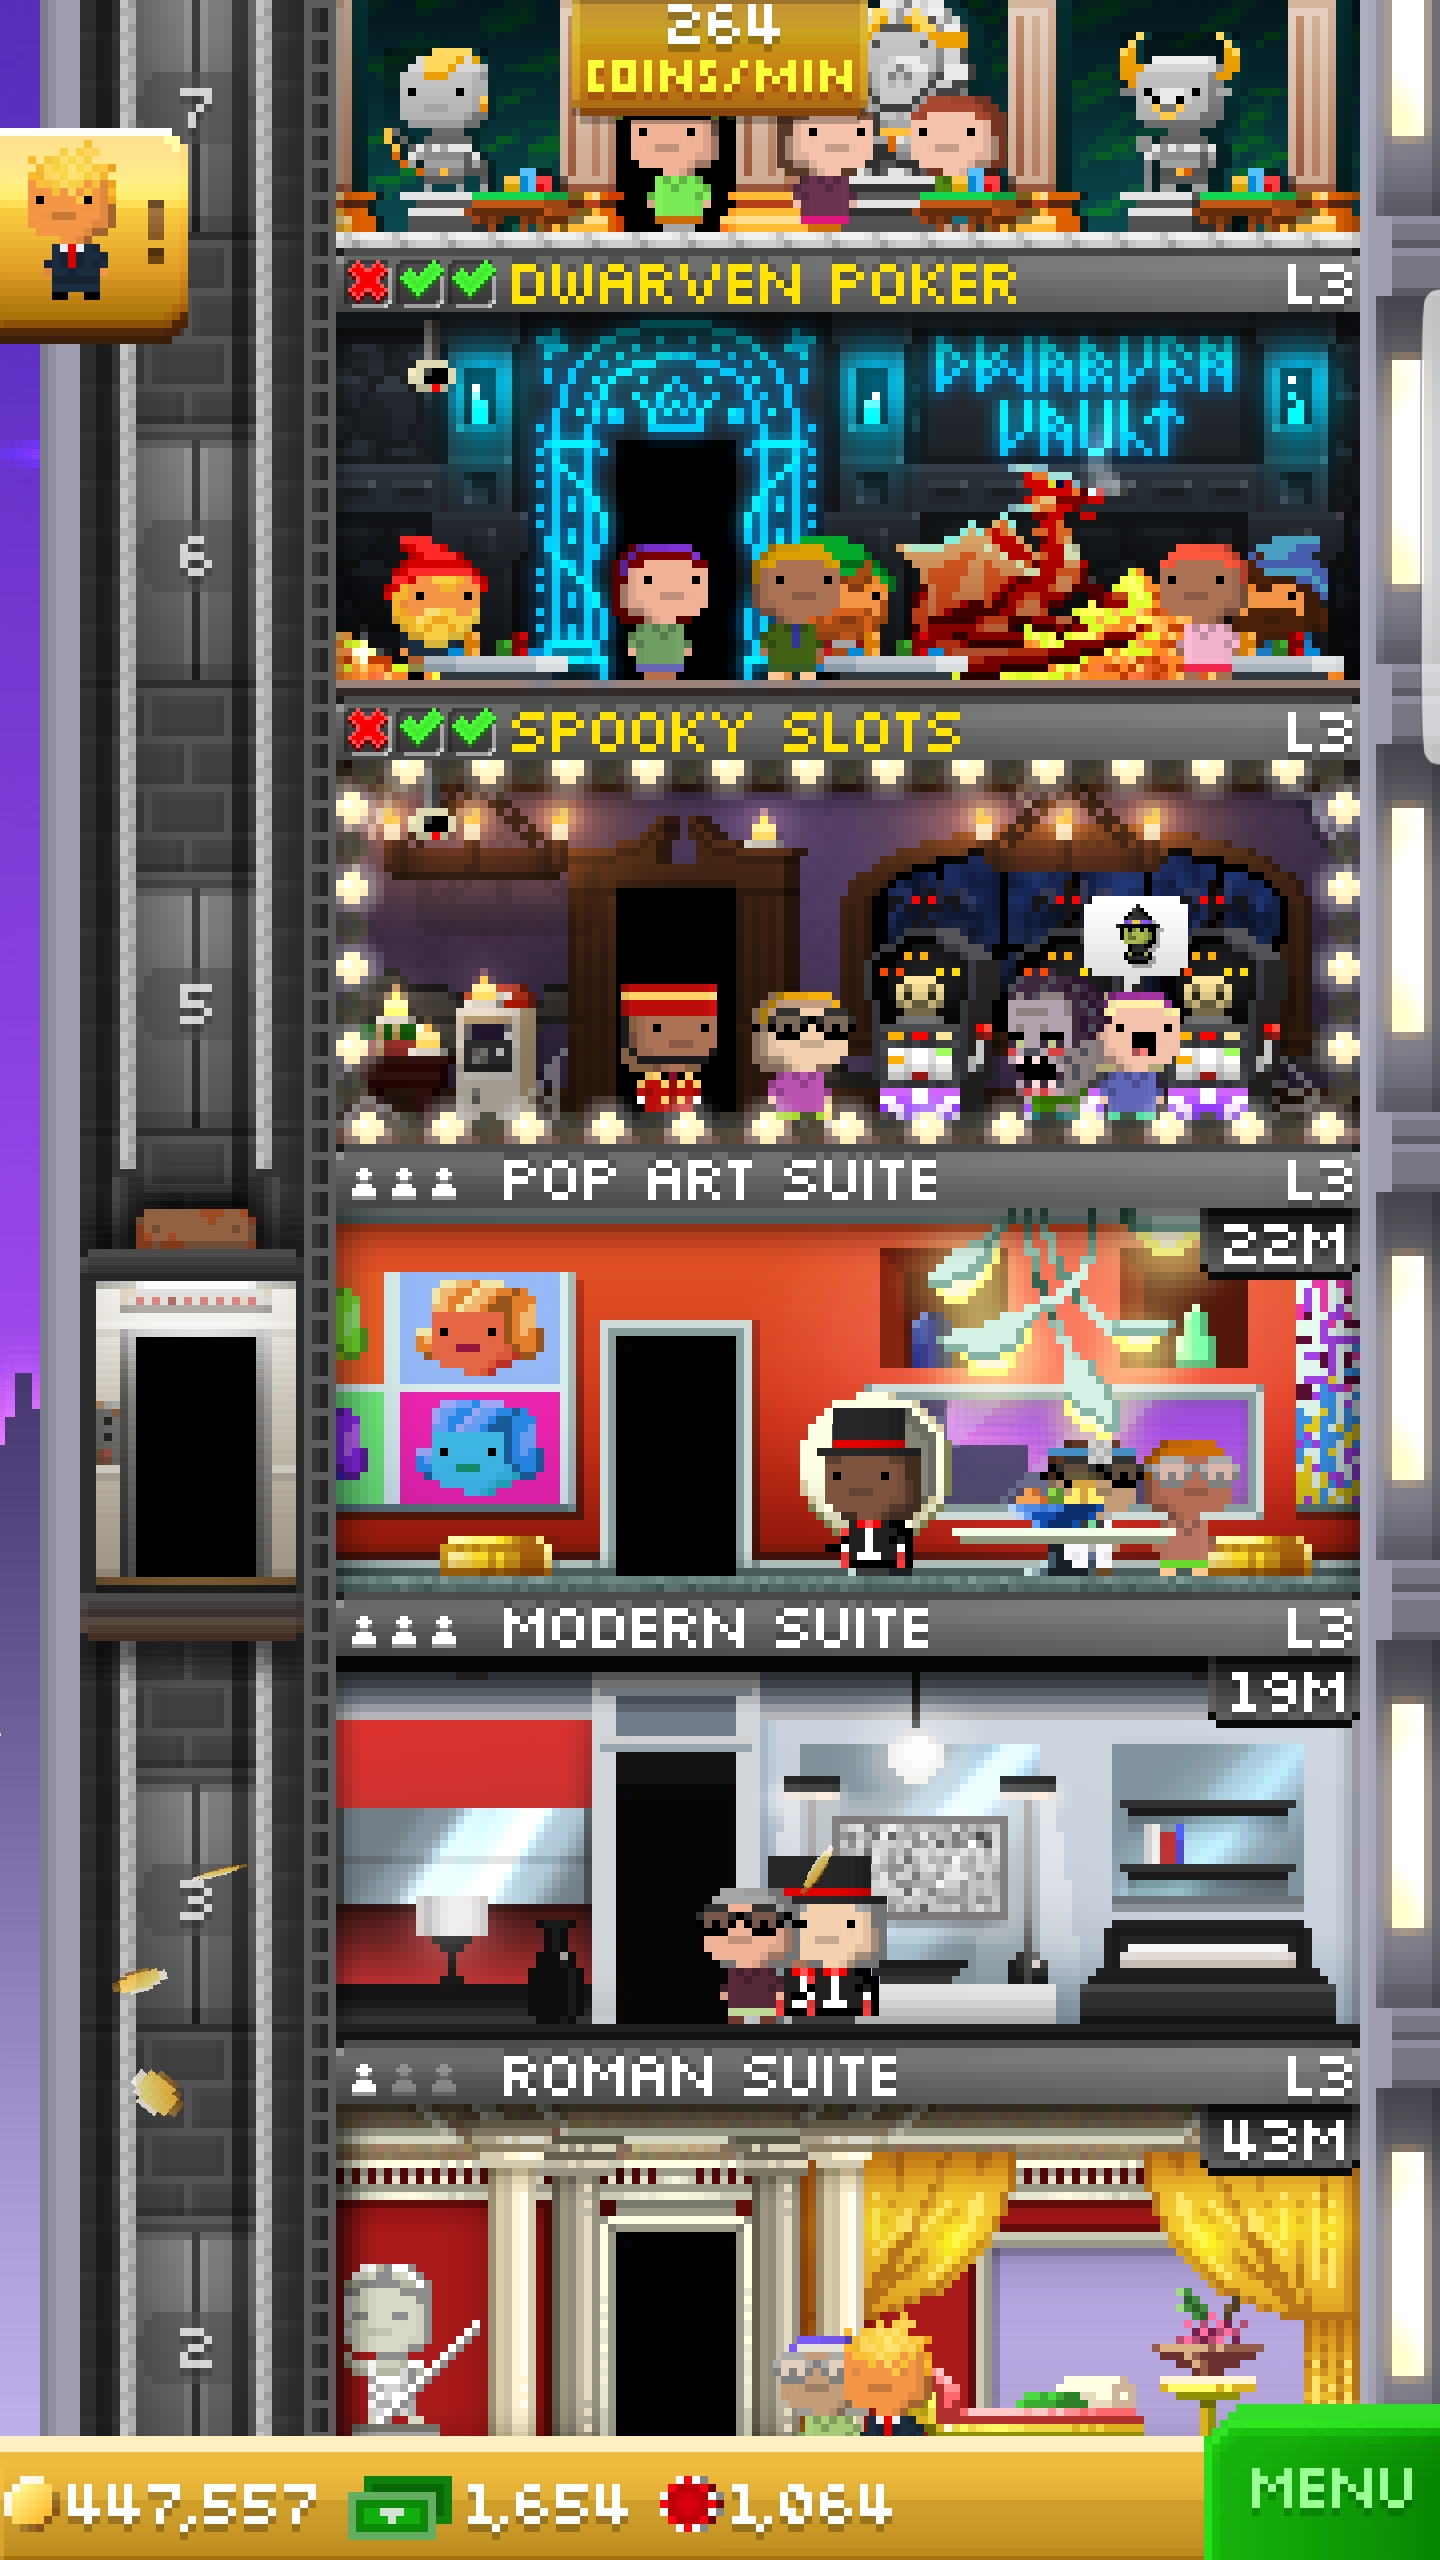 264
COINS/MIN
7
DWARVEN POKER L3
DWARVEN
VAULT
6
SPOOKY SLOTS L3
5
POP ART SUITE L3
22M
MODERN SUITE L3
19M
3
ROMAN SUITE L3
43M
2
447,557 1,654 1,064
MENU